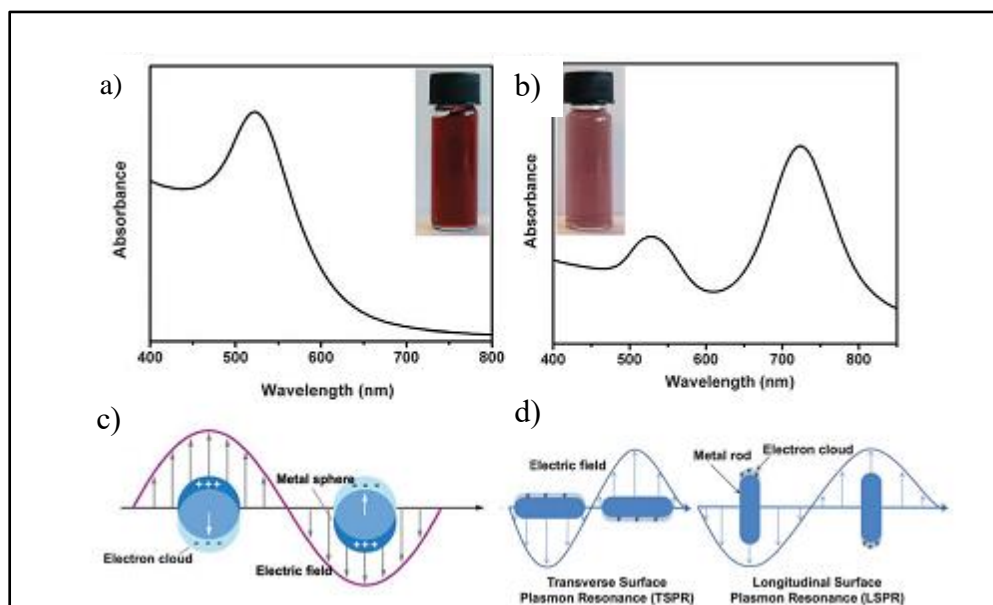 a)
Absorbance
400 500 600 700 800
Wavelength (nm)
b)
Absorbance
400 500 600 700 800
Wavelength (nm)
c)
Metal sphere
+ + +
- - -
- - -
+++
Electron cloud
Electric field
d)
Electric field
Transverse Surface
Plasmon Resonance (TSPR)
Metal rod
Electron cloud
Longitudinal Surface
Plasmon Resonance (LSPR)